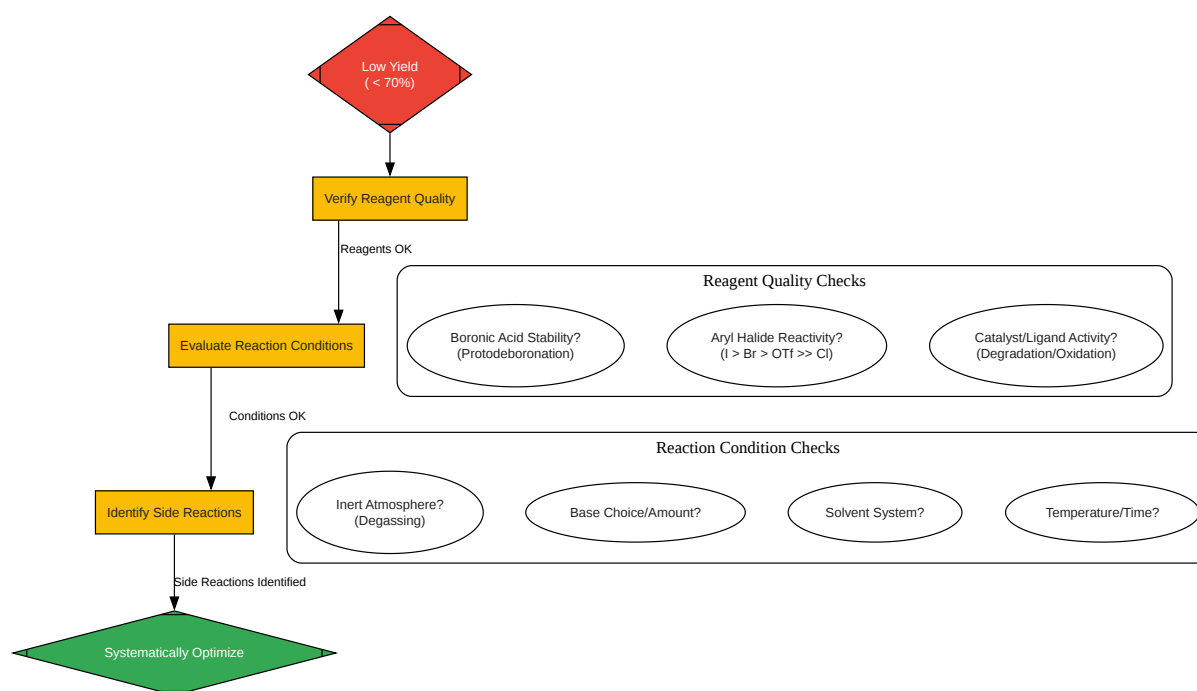 Low Yield
( < 70%)
Verify Reagent Quality
Reagents OK
Reagent Quality Checks
Boronic Acid Stability?
(Protodeboronation)
Aryl Halide Reactivity?
(I > Br > OTf >> Cl)
Catalyst/Ligand Activity?
(Degradation/Oxidation)
Evaluate Reaction Conditions
Conditions OK
Reaction Condition Checks
Inert Atmosphere?
(Degassing)
Base Choice/Amount?
Solvent System?
Temperature/Time?
Identify Side Reactions
Side Reactions Identified
Systematically Optimize